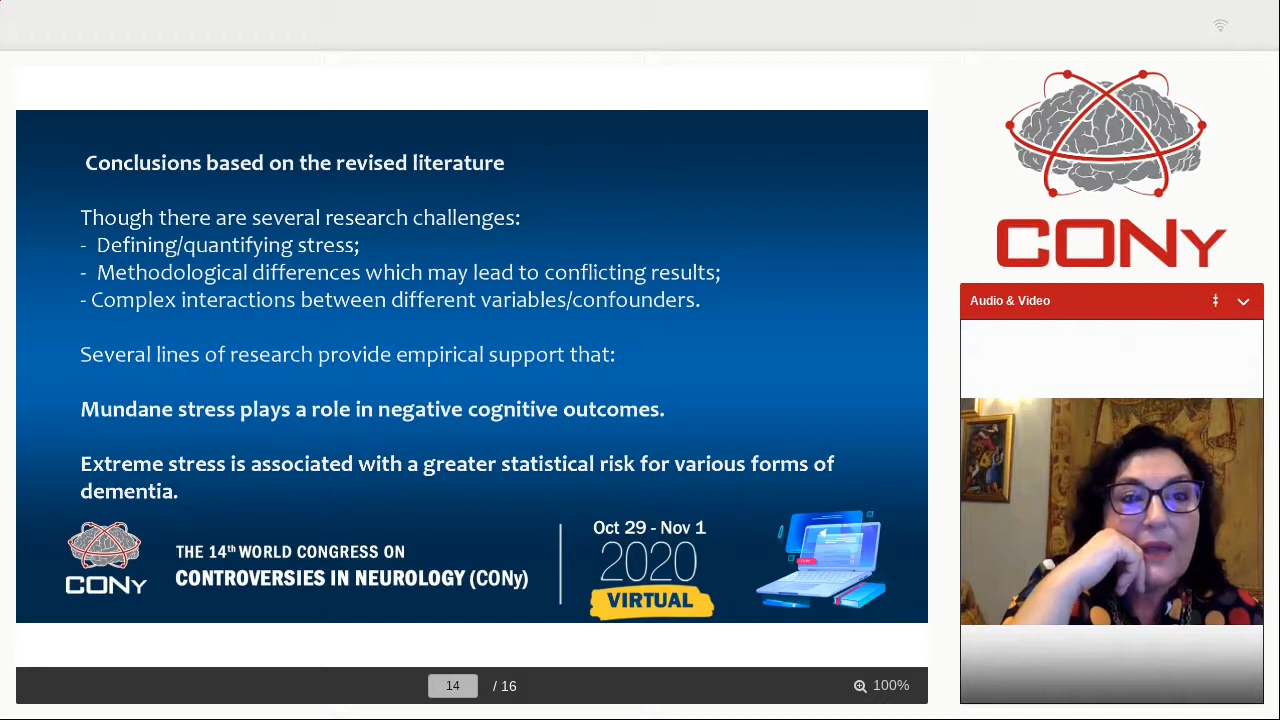 Conclusions based on the revised literature
Though there are several research challenges:
- Defining/quantifying stress;
- Methodological differences which may lead to conflicting results;
- Complex interactions between different variables/confounders.
Several lines of research provide empirical support that:
Mundane stress plays a role in negative cognitive outcomes.
Extreme stress is associated with a greater statistical risk for various forms of
dementia.
CONy
THE 14th WORLD CONGRESS ON
CONTROVERSIES IN NEUROLOGY (CONy)
Oct 29 - Nov 1
2020
VIRTUAL
14 / 16
100%
CONy
Audio & Video